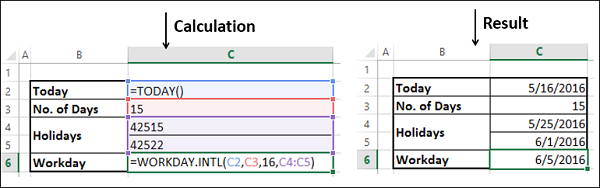 Calculation
A B C
1
2 Today =TODAY()
3 No. of Days 15
4 Holidays 42515
5 42522
6 Workday =WORKDAY.INTL(C2,C3,16,C4:C5)
Result
A B C
1
2 Today 5/16/2016
3 No. of Days 15
4 Holidays 5/25/2016
5 6/1/2016
6 Workday 6/5/2016